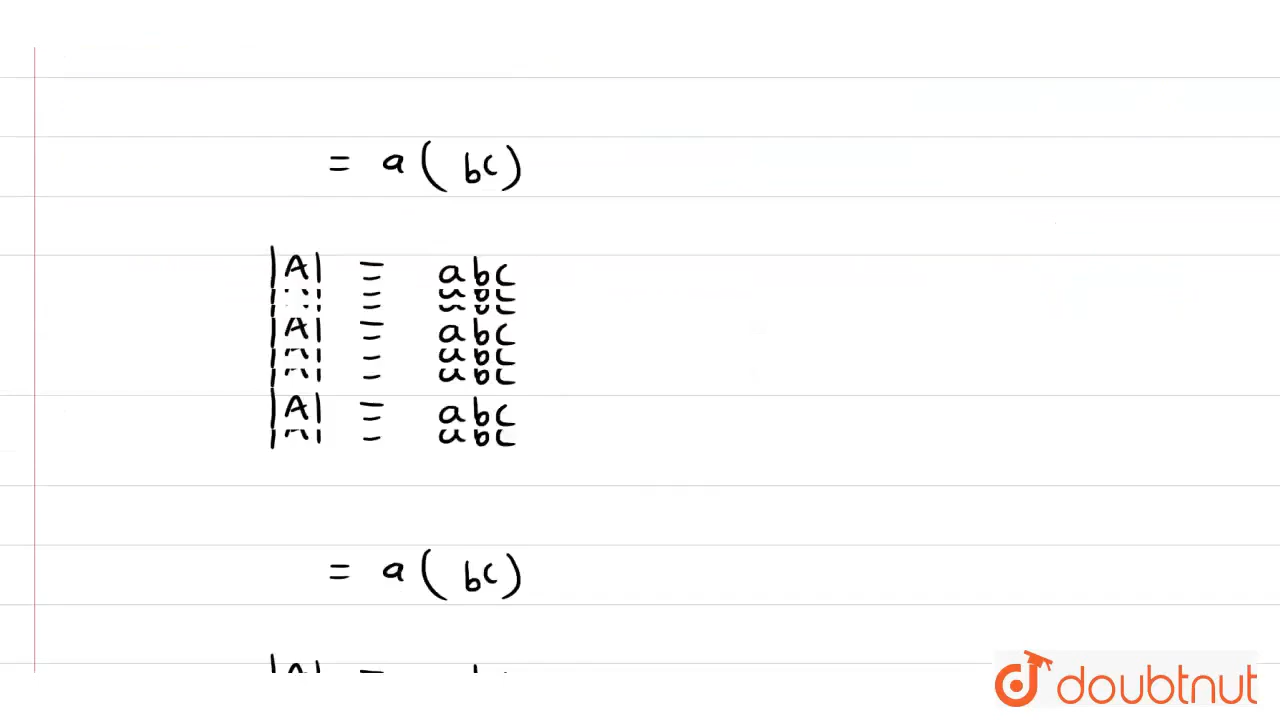 = a ( bc)
|A| = abc
|A| = abc
|A| = abc
= a ( bc)
doubtnut